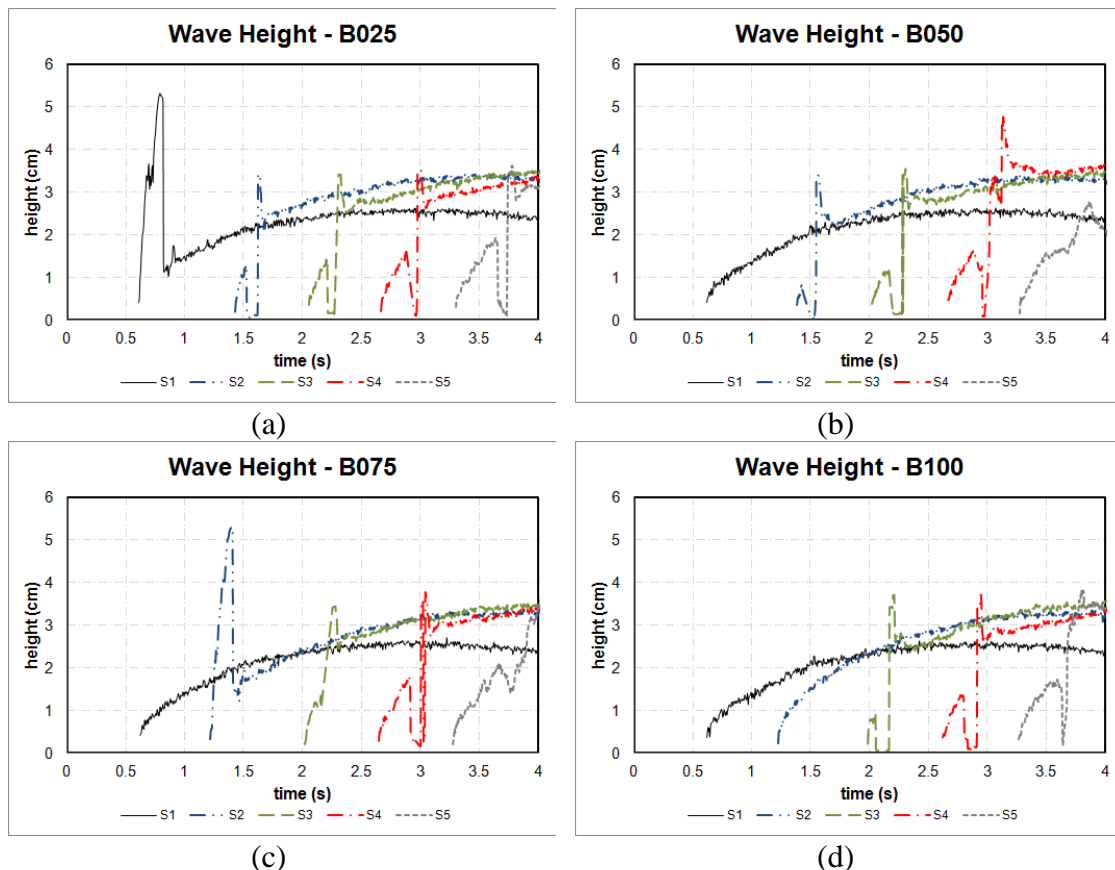 Wave Height - B025
6
5
4
3
2
1
0
height (cm)
0 0.5 1 1.5 2 2.5 3 3.5 4
time (s)
S1 S2 S3 S4 S5
(a)
Wave Height - B050
6
5
4
3
2
1
0
height (cm)
0 0.5 1 1.5 2 2.5 3 3.5 4
time (s)
S1 S2 S3 S4 S5
(b)
Wave Height - B075
6
5
4
3
2
1
0
height (cm)
0 0.5 1 1.5 2 2.5 3 3.5 4
time (s)
S1 S2 S3 S4 S5
(c)
Wave Height - B100
6
5
4
3
2
1
0
height (cm)
0 0.5 1 1.5 2 2.5 3 3.5 4
time (s)
S1 S2 S3 S4 S5
(d)